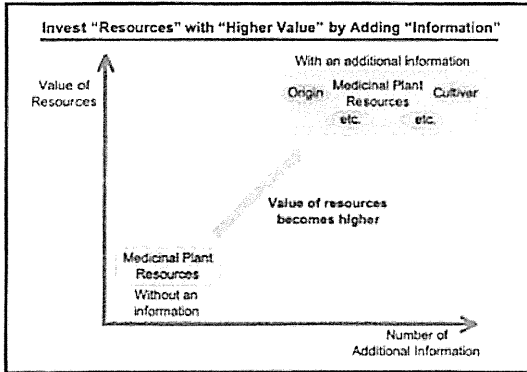 Invest "Resources" with "Higher Value" by Adding "Information"
With an additional information
Value of
Resources
Origin
Medicinal Plant
Resources
Cultiver
etc.
etc.
Value of resources
becomes higher
Medicinal Plant
Resources
Without an
information
Number of
Additional Information